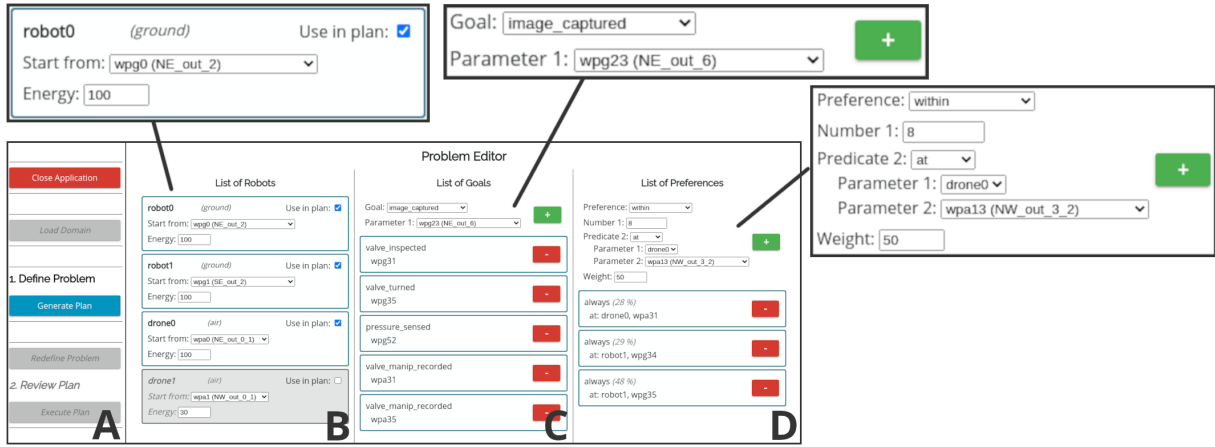 robot0 (ground) Use in plan:
Start from: wpg0 (NE_out_2)
Energy: 100
Goal: image_captured
Parameter 1: wpg23 (NE_out_6)
+
Preference: within
Number 1: 8
Predicate 2: at
Parameter 1: drone0
Parameter 2: wpa13 (NW_out_3_2)
Weight: 50
+
Problem Editor
Close Application
Load Domain
1. Define Problem
Generate Plan
Redefine Problem
2. Review Plan
Execute Plan
A
List of Robots
robot0 (ground) Use in plan:
Start from: wpg0 (NE_out_2)
Energy: 100
robot1 (ground) Use in plan:
Start from: wpg1 (SE_out_2)
Energy: 100
drone0 (air) Use in plan:
Start from: wpa0 (NE_out_0_1)
Energy: 100
drone1 (air) Use in plan:
Start from: wpa1 (NW_out_0_1)
Energy: 30
B
List of Goals
Goal: image_captured
Parameter 1: wpg23 (NE_out_6)
+
valve_inspected
wpg31
-
valve_turned
wpg35
-
pressure_sensed
wpg52
-
valve_manip_recorded
wpa31
-
valve_manip_recorded
wpa35
-
C
List of Preferences
Preference: within
Number 1: 8
Predicate 2: at
Parameter 1: drone0
Parameter 2: wpa13 (NW_out_3_2)
Weight: 50
+
always (28 %)
at: drone0, wpa31
-
always (29 %)
at: robot1, wpg34
-
always (48 %)
at: robot1, wpg35
-
D